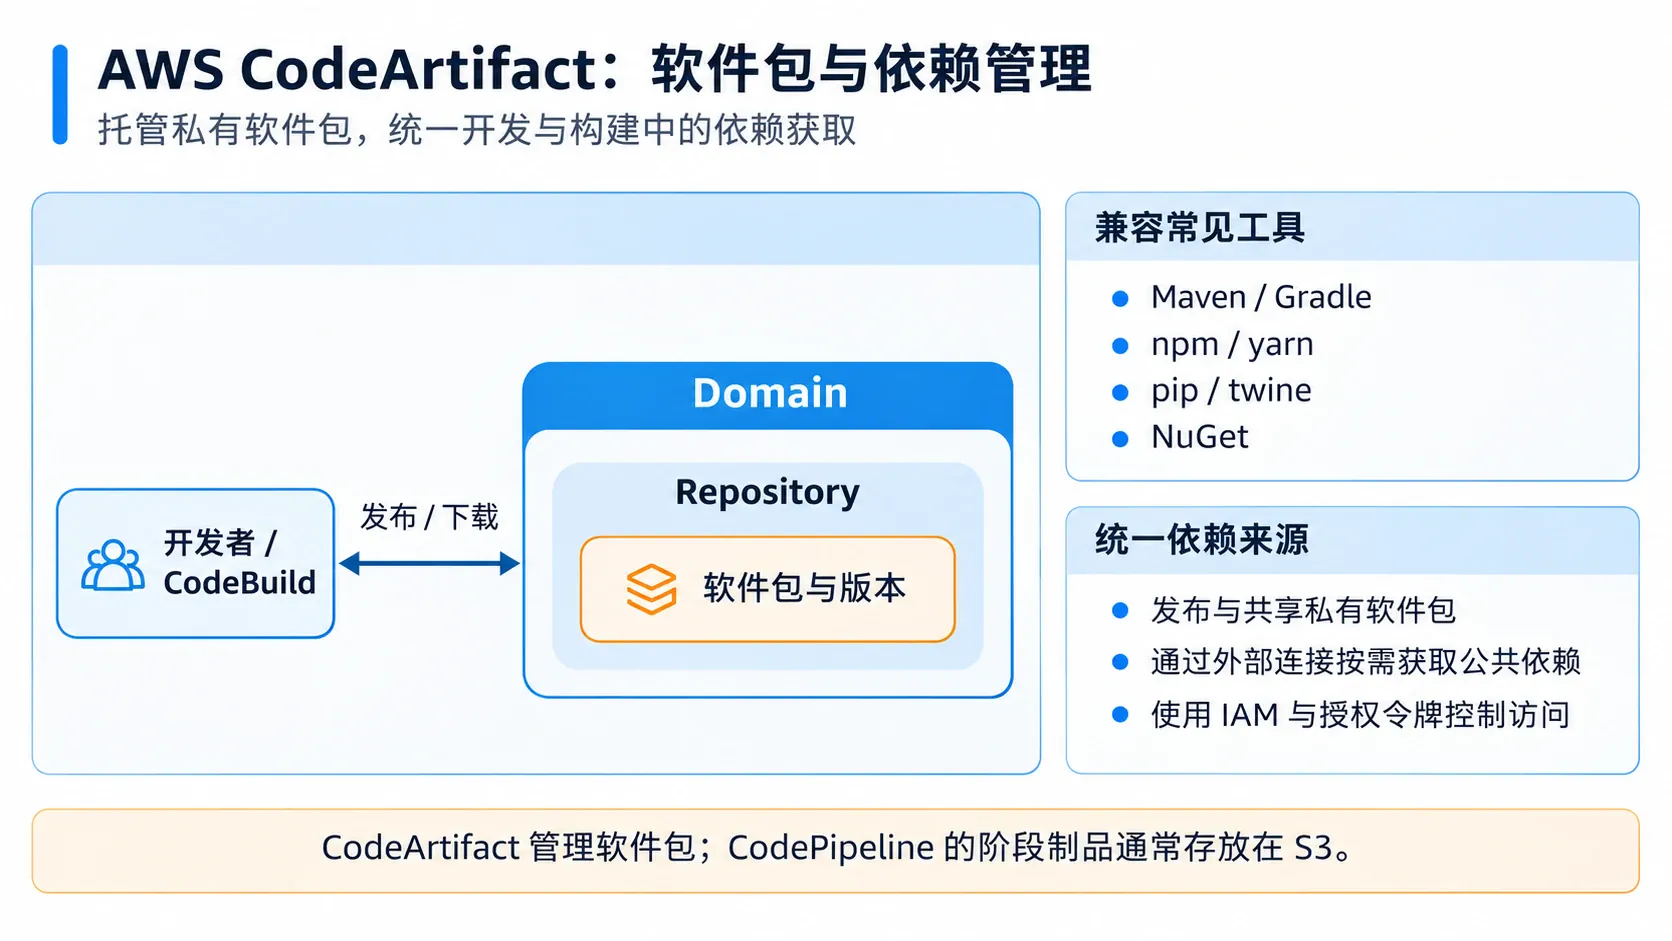 AWS CodeArtifact：软件包与依赖管理
托管私有软件包，统一开发与构建中的依赖获取
开发者 /
CodeBuild
发布 / 下载
Domain
Repository
软件包与版本
兼容常见工具
Maven / Gradle
npm / yarn
pip / twine
NuGet
统一依赖来源
发布与共享私有软件包
通过外部连接按需获取公共依赖
使用 IAM 与授权令牌控制访问
CodeArtifact 管理软件包；CodePipeline 的阶段制品通常存放在 S3。